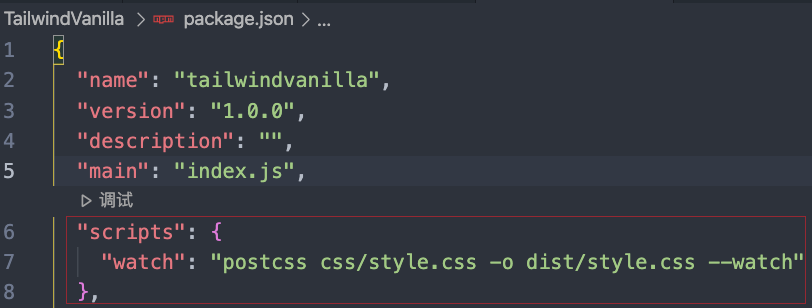 TailwindVanilla > package.json > ...
1 {
2 "name": "tailwindvanilla",
3 "version": "1.0.0",
4 "description": "",
5 "main": "index.js",
▷ 调试
6 "scripts": {
7 "watch": "postcss css/style.css -o dist/style.css --watch"
8 },